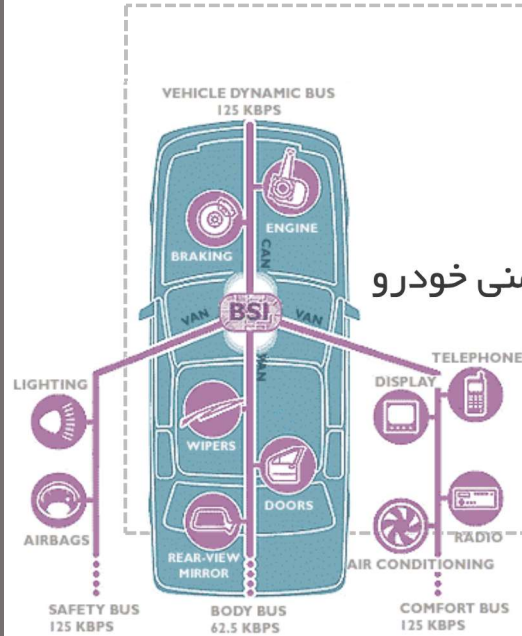 VEHICLE DYNAMIC BUS
125 KBPS
ENGINE
BRAKING
CAN
خودرو
VAN
BSI
VAN
VAN
TELEPHONE
DISPLAY
LIGHTING
WIPERS
DOORS
AIRBAGS
RADIO
REAR-VIEW
MIRROR
AIR CONDITIONING
SAFETY BUS
125 KBPS
BODY BUS
62.5 KBPS
COMFORT BUS
125 KBPS